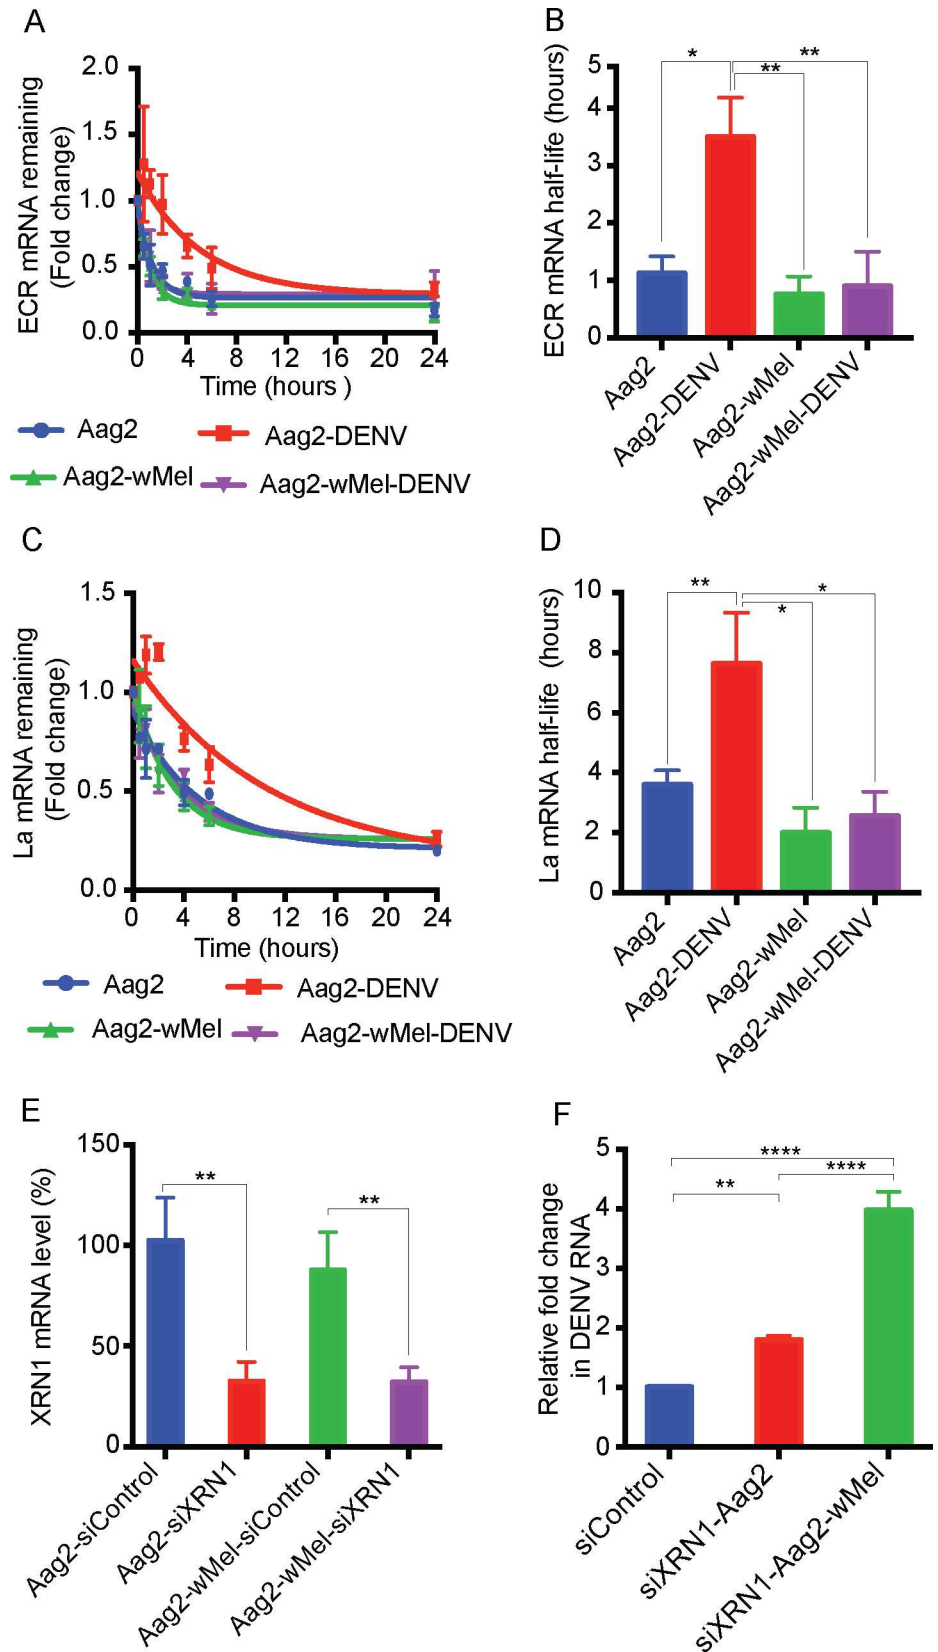 A
ECR mRNA remaining
(Fold change)
2.0
1.5
1.0
0.5
0.0
0 4 8 12 16 20 24
Time (hours )
Aag2 Aag2-DENV
Aag2-wMel Aag2-wMel-DENV
B
ECR mRNA half-life (hours)
5
4
3
2
1
0
* **
**
Aag2
Aag2-DENV
Aag2-wMel
Aag2-wMel-DENV
C
La mRNA remaining
(Fold change)
1.5
1.0
0.5
0.0
0 4 8 12 16 20 24
Time (hours)
Aag2 Aag2-DENV
Aag2-wMel Aag2-wMel-DENV
D
La mRNA half-life (hours)
10
8
6
4
2
0
** *
*
Aag2
Aag2-DENV
Aag2-wMel
Aag2-wMel-DENV
E
XRN1 mRNA level (%)
150
100
50
0
**
**
Aag2-siControl
Aag2-siXRN1
Aag2-wMel-siControl
Aag2-wMel-siXRN1
F
Relative fold change
in DENV RNA
5
4
3
2
1
0
****
****
**
siControl
siXRN1-Aag2
siXRN1-Aag2-wMel